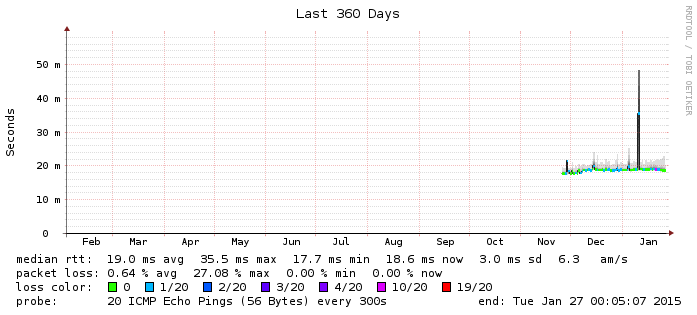 Last 360 Days
RRDTOOL / TOBI OETIKER
Seconds
50 m
40 m
30 m
20 m
10 m
0
Feb Mar Apr May Jun Jul Aug Sep Oct Nov Dec Jan
median rtt: 19.0 ms avg 35.5 ms max 17.7 ms min 18.6 ms now 3.0 ms sd 6.3 am/s
packet loss: 0.64 % avg 27.08 % max 0.00 % min 0.00 % now
loss color: 0 1/20 2/20 3/20 4/20 10/20 19/20
probe: 20 ICMP Echo Pings (56 Bytes) every 300s end: Tue Jan 27 00:05:07 2015